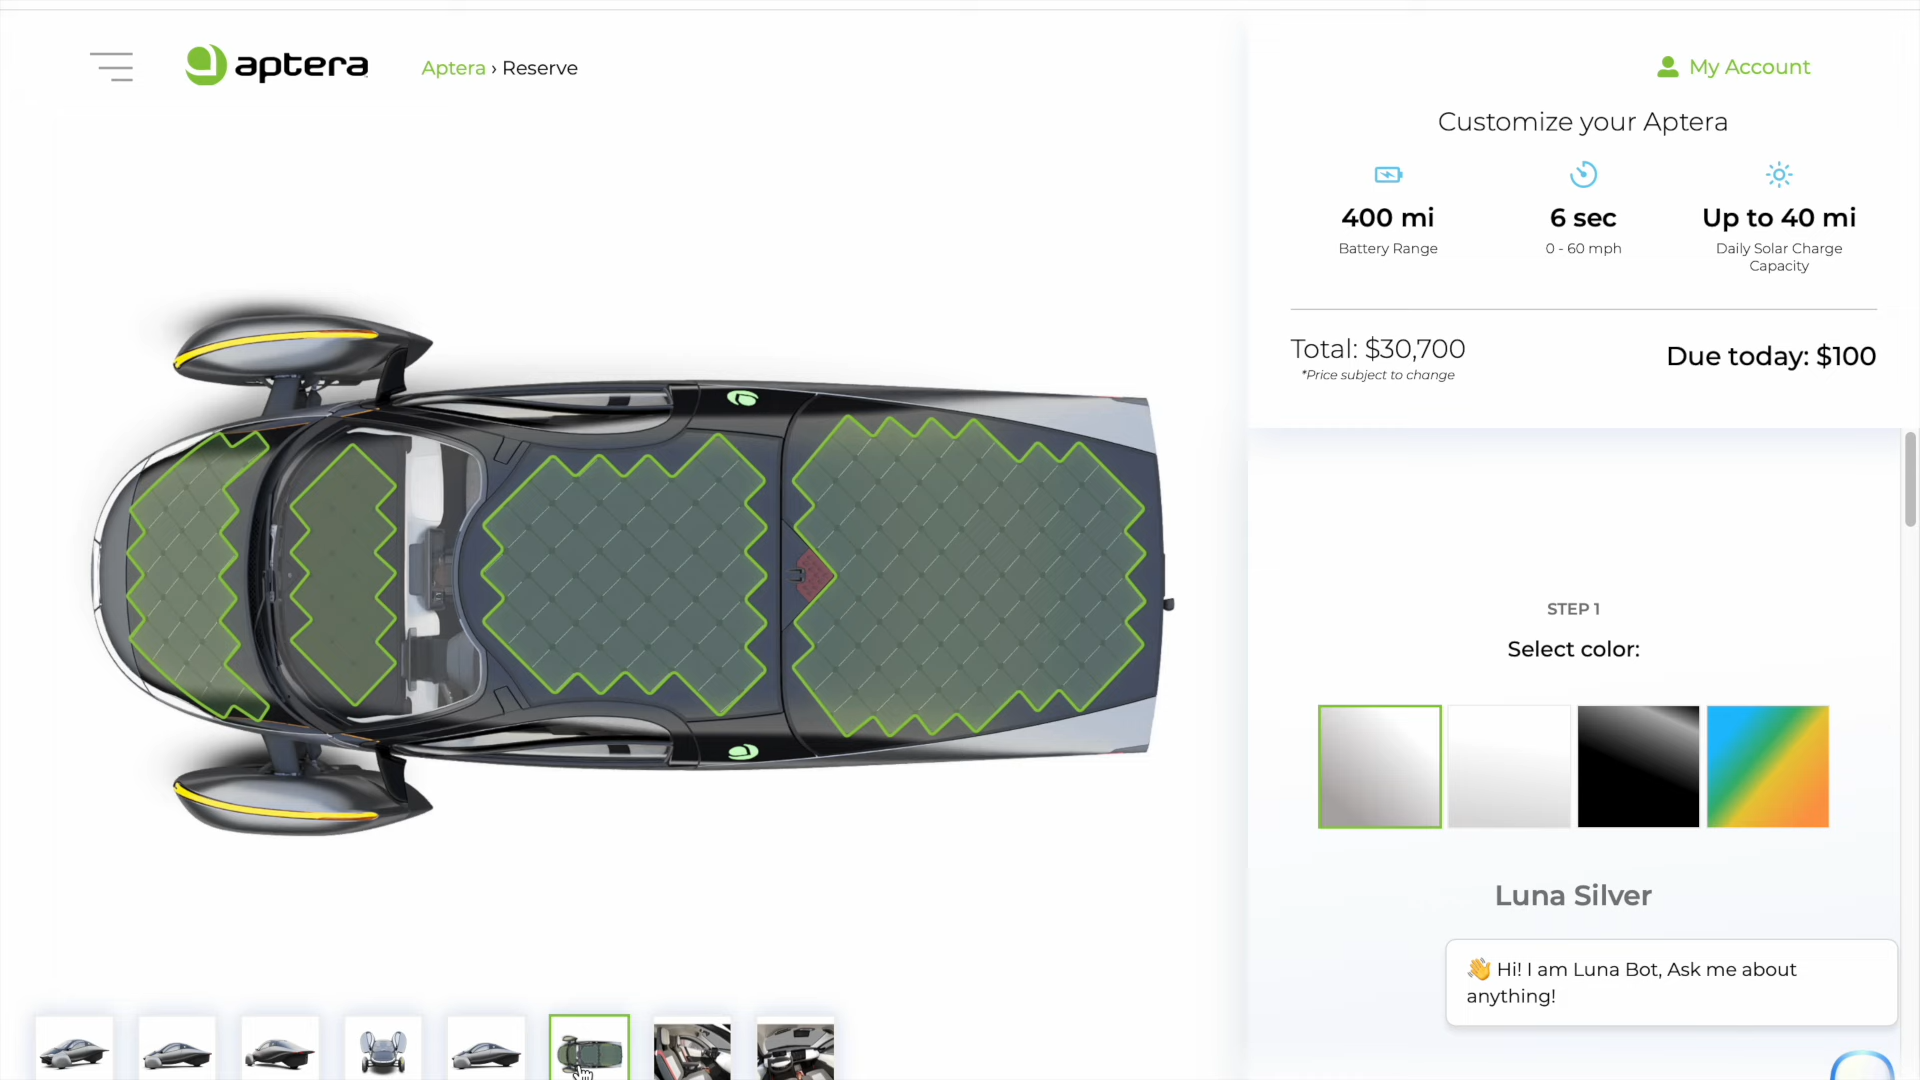 aptera
Aptera › Reserve
My Account
Customize your Aptera
400 mi
Battery Range
6 sec
0 - 60 mph
Up to 40 mi
Daily Solar Charge
Capacity
Total: $30,700
*Price subject to change
Due today: $100
STEP 1
Select color:
Luna Silver
👋 Hi! I am Luna Bot, Ask me about
anything!